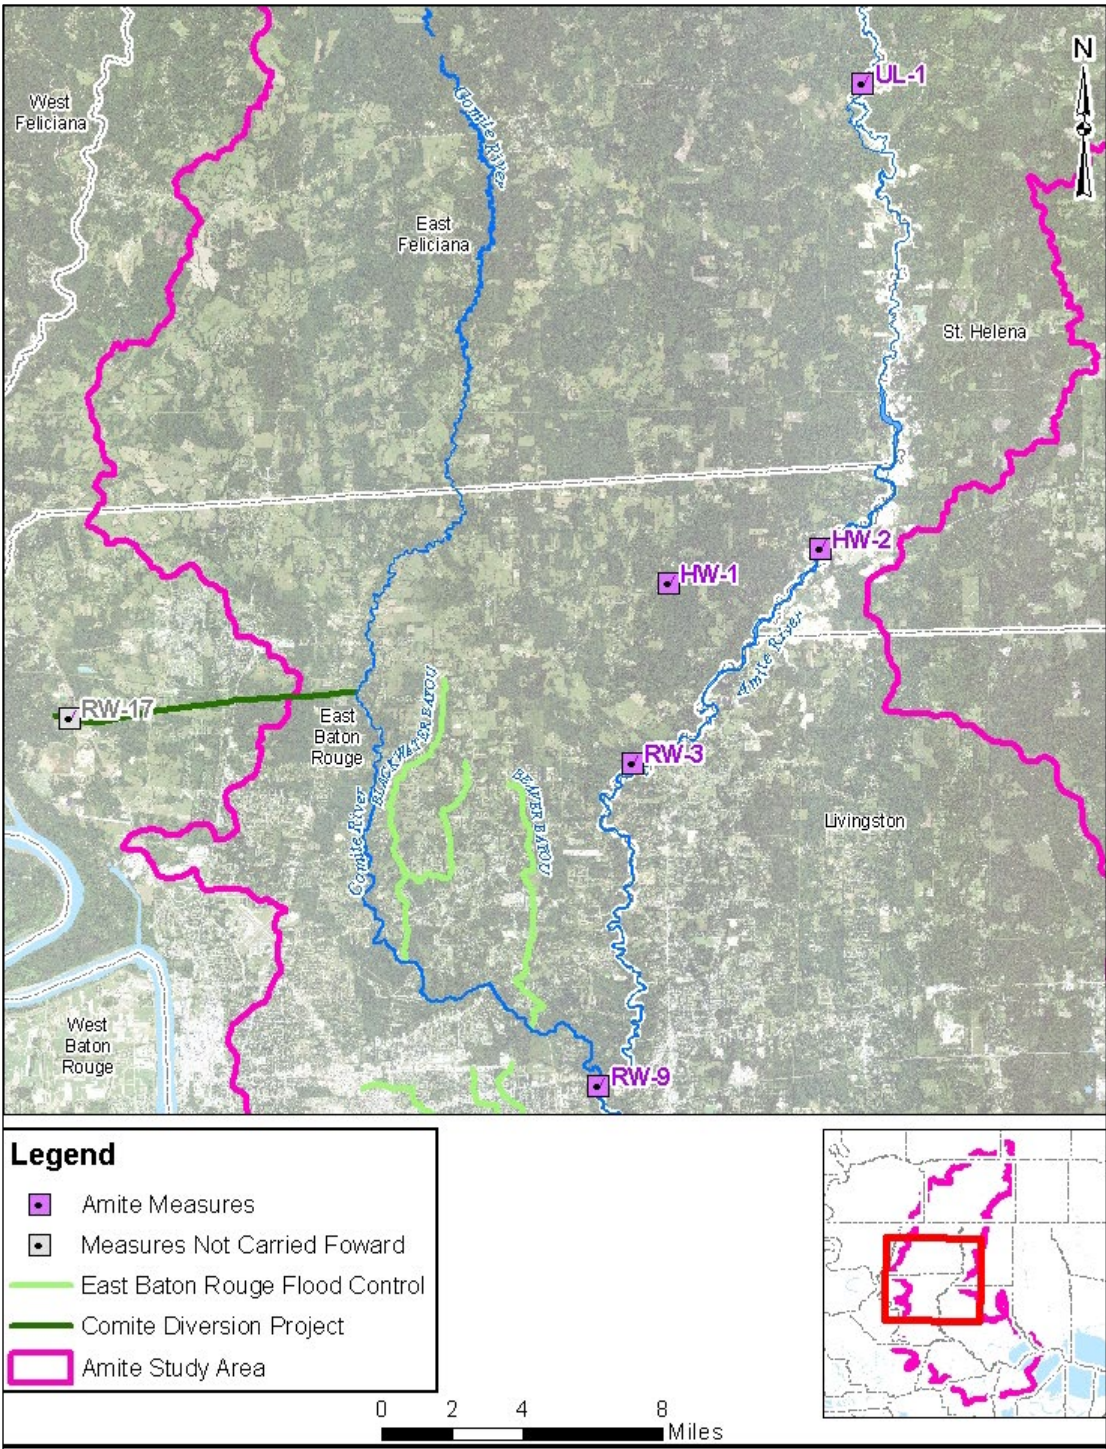 N
UL-1
West
Feliciana
Comite River
East
Feliciana
St. Helena
HW-2
HW-1
Amite River
RW-17
East
Baton
Rouge
BLACKWATER BAYOU
RW-3
BEAVER BAYOU
Comite River
Livingston
West
Baton
Rouge
RW-9
Legend
Amite Measures
Measures Not Carried Foward
East Baton Rouge Flood Control
Comite Diversion Project
Amite Study Area
0 2 4 8
Miles